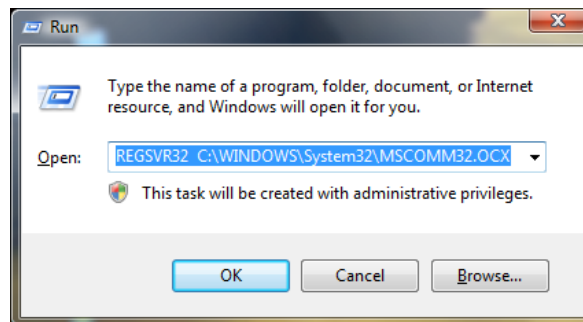 Run
Type the name of a program, folder, document, or Internet
resource, and Windows will open it for you.
Open: REGSVR32 C:\WINDOWS\System32\MSCOMM32.OCX
This task will be created with administrative privileges.
OK Cancel Browse...